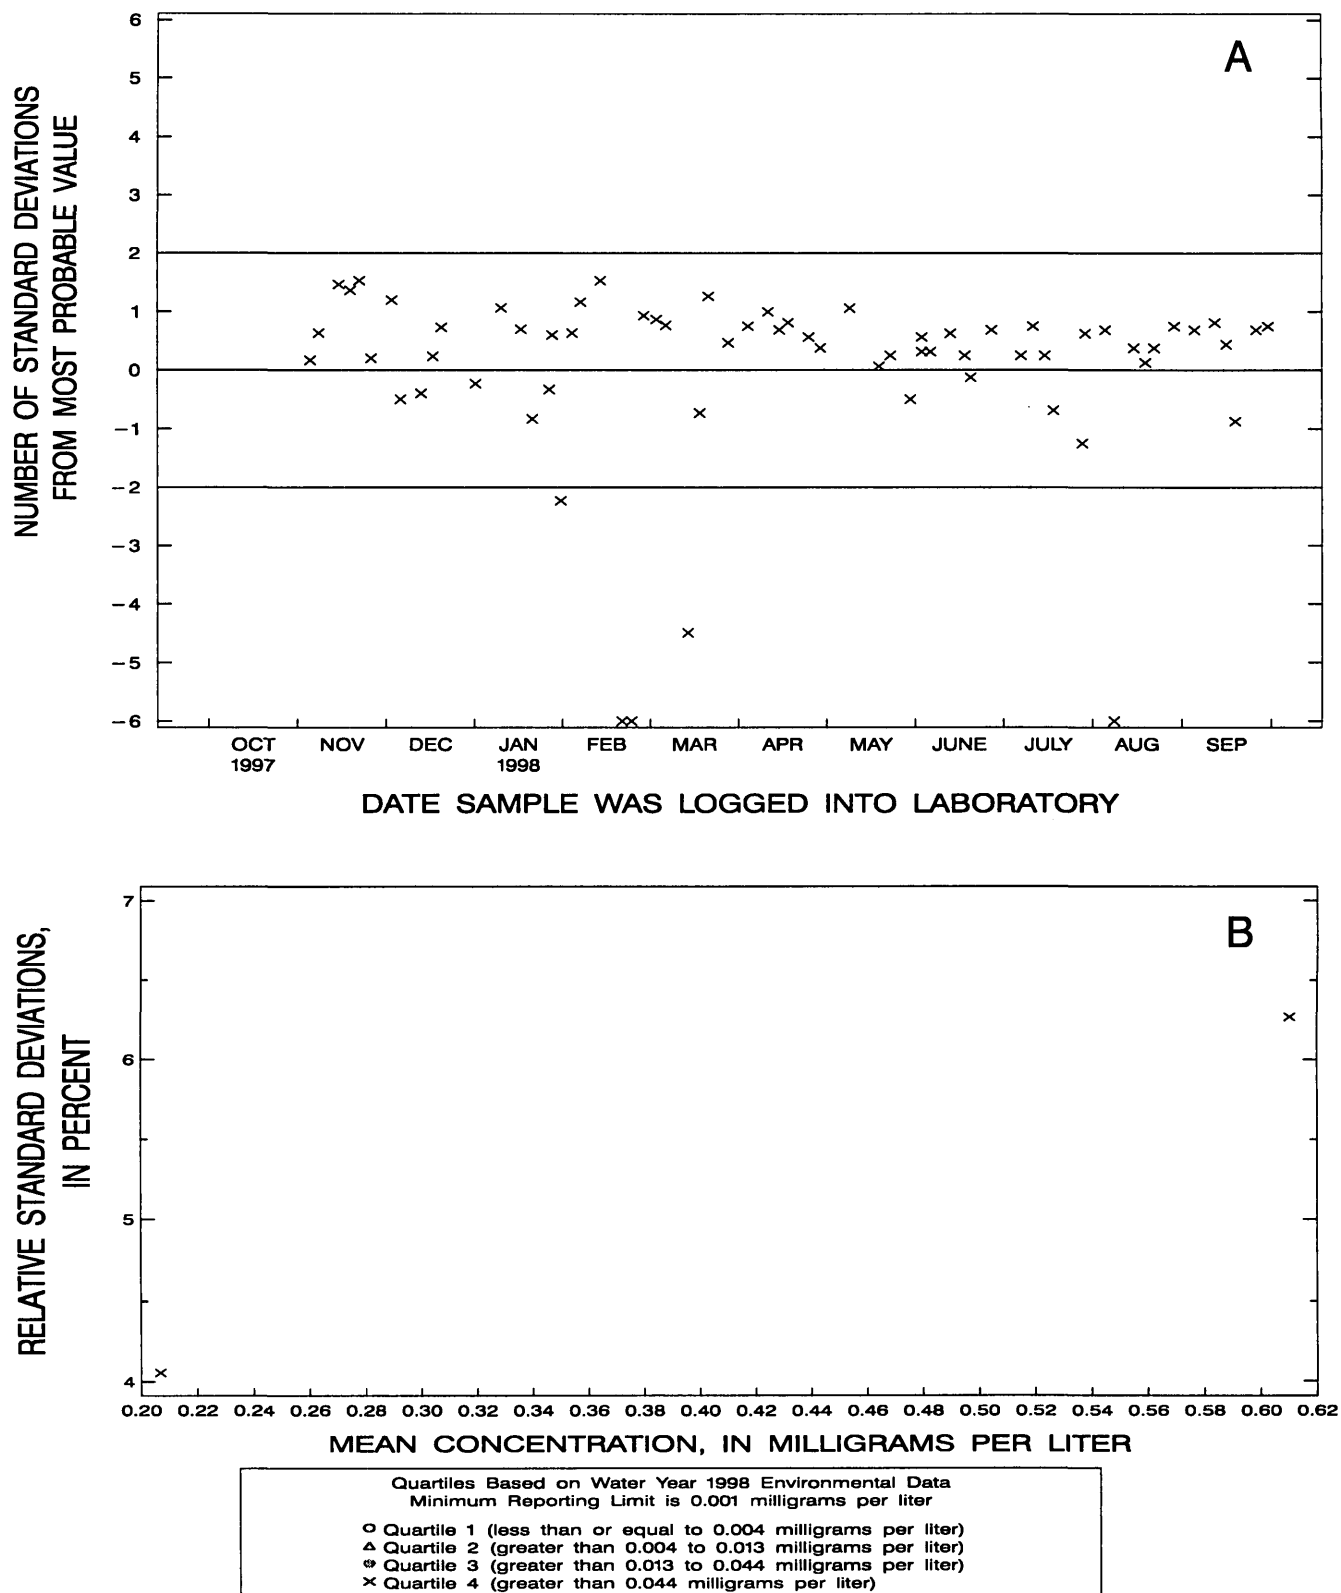 A
NUMBER OF STANDARD DEVIATIONS
FROM MOST PROBABLE VALUE
6
5
4
3
2
1
0
−1
−2
−3
−4
−5
−6
OCT NOV DEC JAN FEB MAR APR MAY JUNE JULY AUG SEP
1997 1998
DATE SAMPLE WAS LOGGED INTO LABORATORY
B
RELATIVE STANDARD DEVIATIONS,
IN PERCENT
7
6
5
4
0.20 0.22 0.24 0.26 0.28 0.30 0.32 0.34 0.36 0.38 0.40 0.42 0.44 0.46 0.48 0.50 0.52 0.54 0.56 0.58 0.60 0.62
MEAN CONCENTRATION, IN MILLIGRAMS PER LITER
Quartiles Based on Water Year 1998 Environmental Data
Minimum Reporting Limit is 0.001 milligrams per liter
Quartile 1 (less than or equal to 0.004 milligrams per liter)
Quartile 2 (greater than 0.004 to 0.013 milligrams per liter)
Quartile 3 (greater than 0.013 to 0.044 milligrams per liter)
Quartile 4 (greater than 0.044 milligrams per liter)